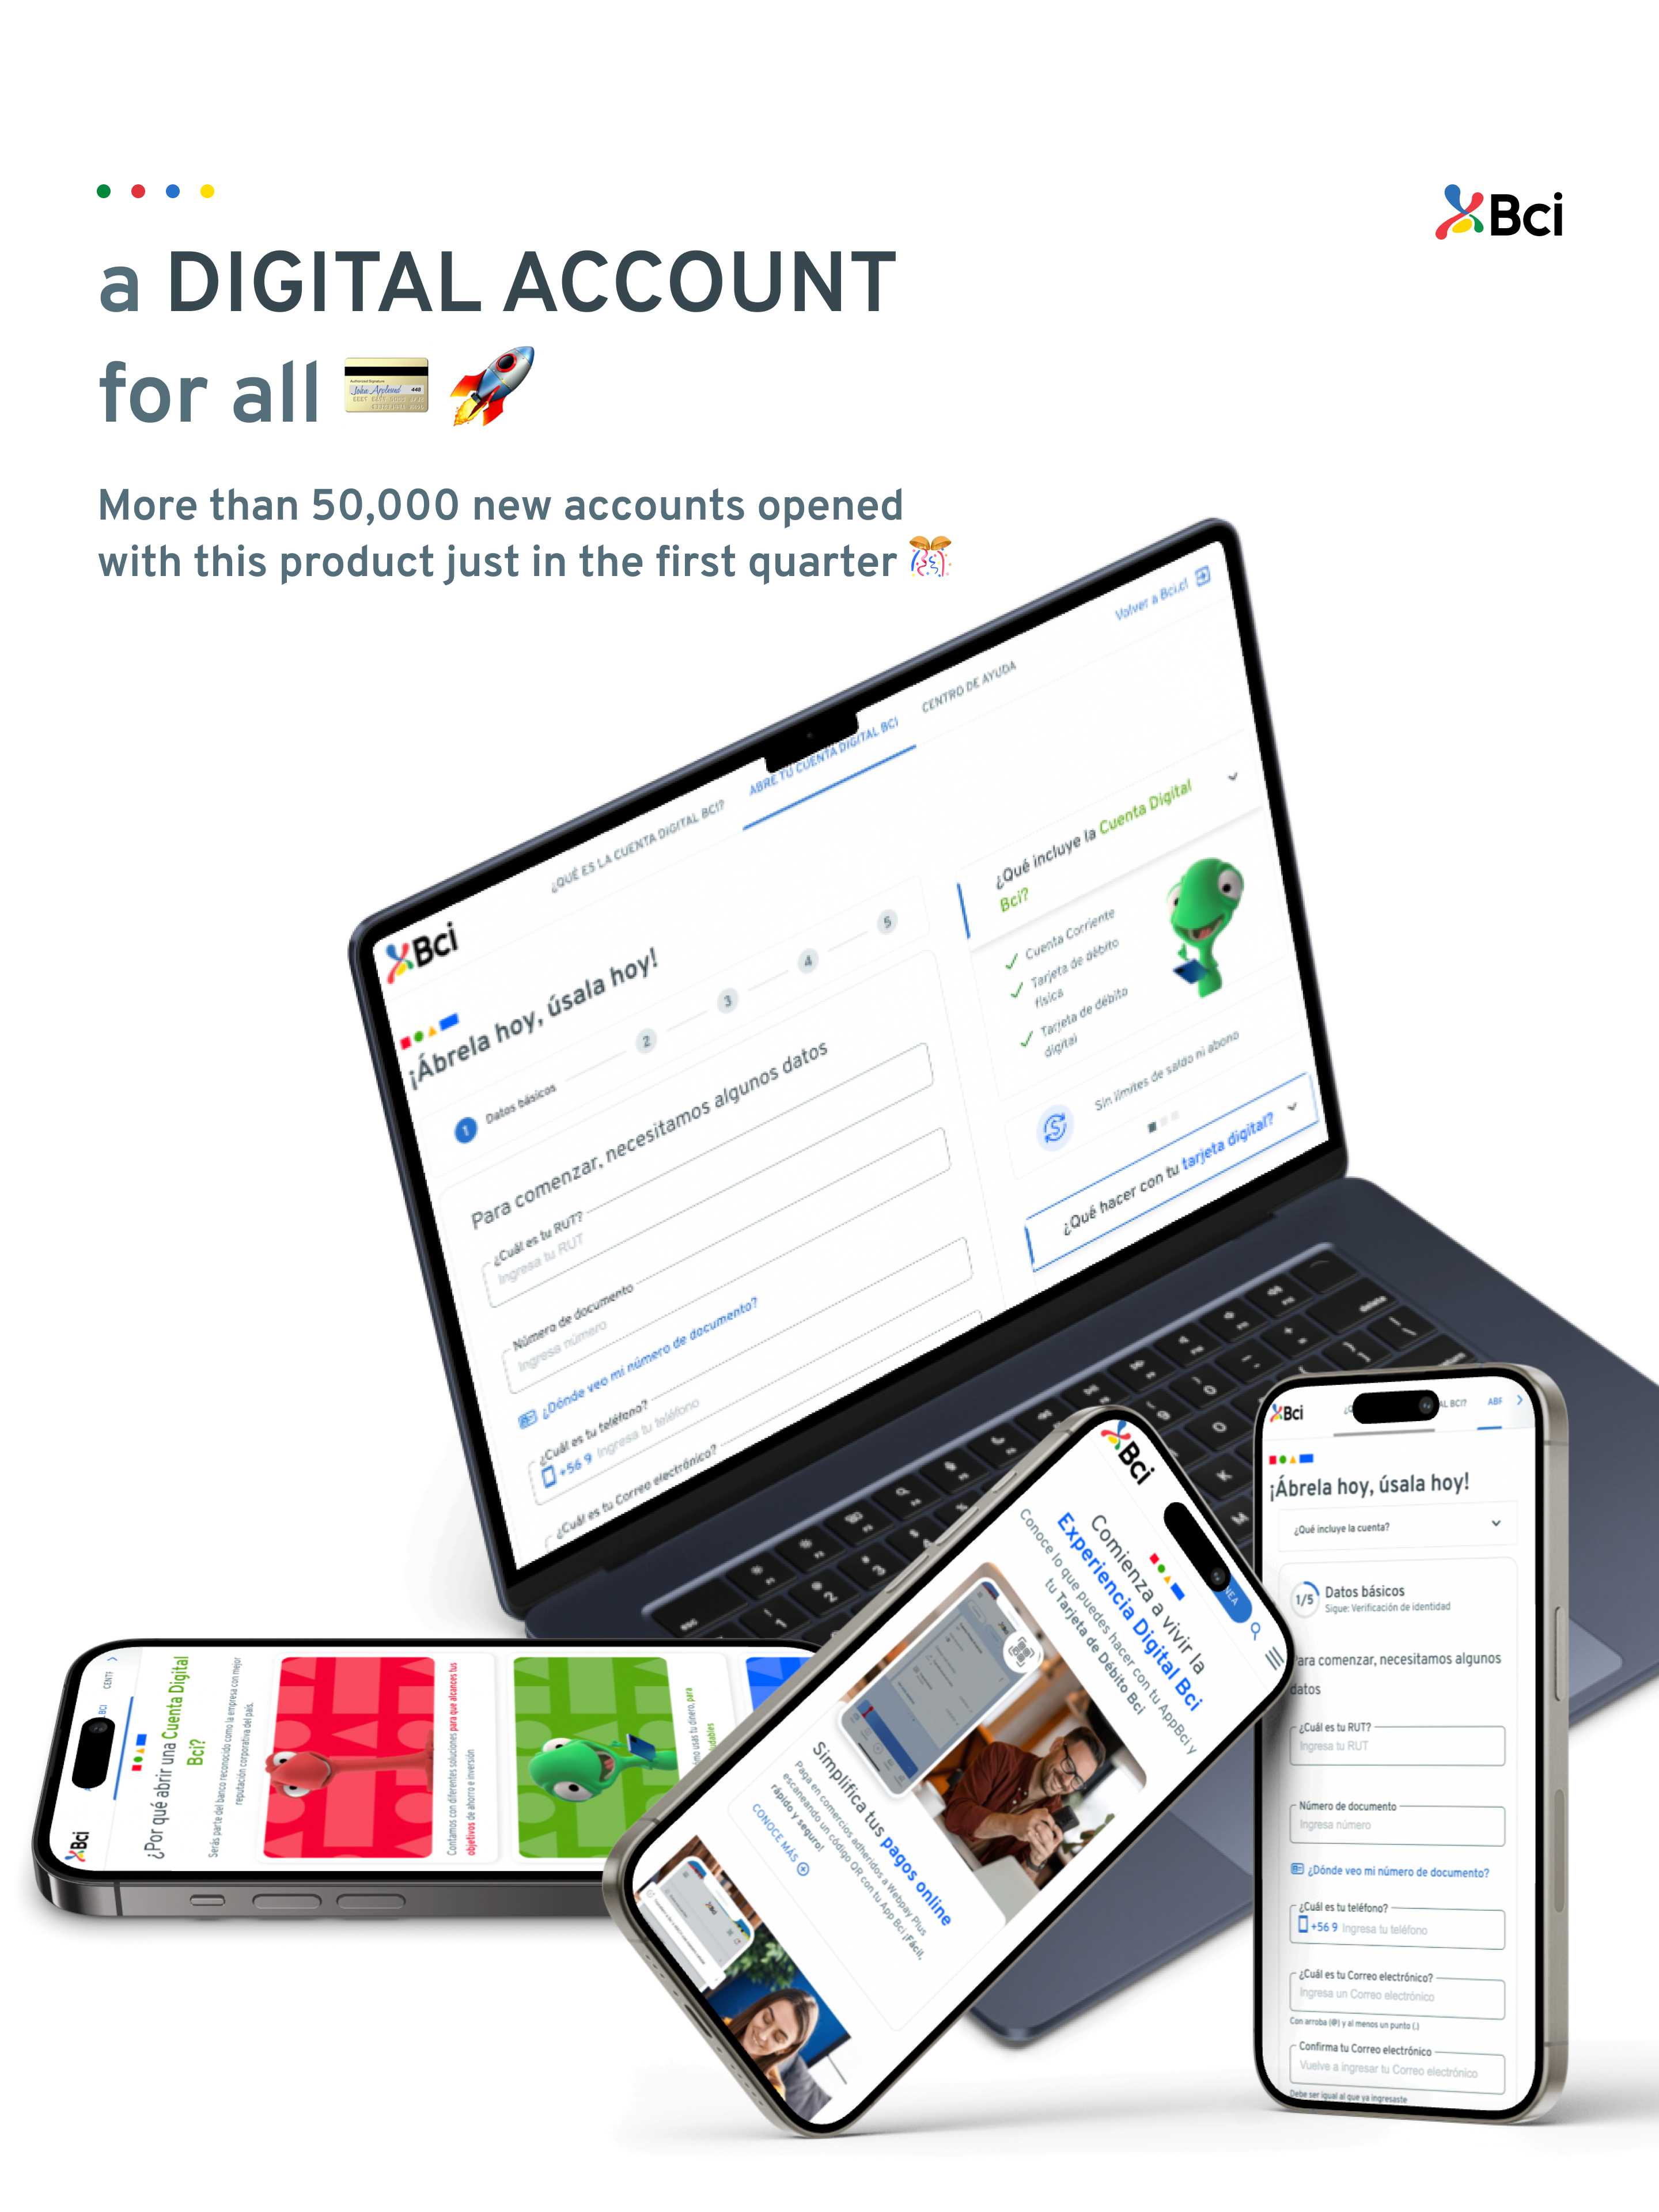 Bci
a DIGITAL ACCOUNT
for all
More than 50,000 new accounts opened
with this product just in the first quarter
Volver a Bci.cl
¿QUÉ ES LA CUENTA DIGITAL BCI?
ABRE TU CUENTA DIGITAL BCI
CENTRO DE AYUDA
Bci
¡Ábrela hoy, úsala hoy!
1 Datos básicos
2
3
4
5
Para comenzar, necesitamos algunos datos
¿Cuál es tu RUT?
Ingresa tu RUT
Número de documento
Ingresa número
¿Dónde veo mi número de documento?
¿Cuál es tu teléfono?
+56 9 Ingresa tu teléfono
¿Cuál es tu Correo electrónico?
¿Qué incluye la Cuenta Digital
Bci?
Cuenta Corriente
Tarjeta de débito
física
Tarjeta de débito
digital
Sin límites de saldo ni abono
¿Qué hacer con tu tarjeta digital?
Bci
BCI
CENTR
¿Por qué abrir una Cuenta Digital
Bci?
Serás parte del banco reconocido como la empresa con mejor
reputación corporativa del país.
Contamos con diferentes soluciones para que alcances tus
objetivos de ahorro e inversión
usas tu dinero, para
Bci
Comienza a vivir la
Experiencia Digital Bci
Conoce lo que puedes hacer con tu AppBci y
tu Tarjeta de Débito Bci
Simplifica tus pagos online
Paga en comercios adheridos a Webpay Plus
escaneando un código QR con tu App Bci ¡Fácil,
rápido y seguro!
CONOCE MÁS
Bci
AL BCI?
ABF
¡Ábrela hoy, úsala hoy!
¿Qué incluye la cuenta?
1/5
Datos básicos
Sigue: Verificación de identidad
Para comenzar, necesitamos algunos
datos
¿Cuál es tu RUT?
Ingresa tu RUT
Número de documento
Ingresa número
¿Dónde veo mi número de documento?
¿Cuál es tu teléfono?
+56 9 Ingresa tu teléfono
¿Cuál es tu Correo electrónico?
Ingresa un Correo electrónico
Con arroba (@) y al menos un punto (.)
Confirma tu Correo electrónico
Vuelve a ingresar tu Correo electrónico
Debe ser igual al que ya ingresaste